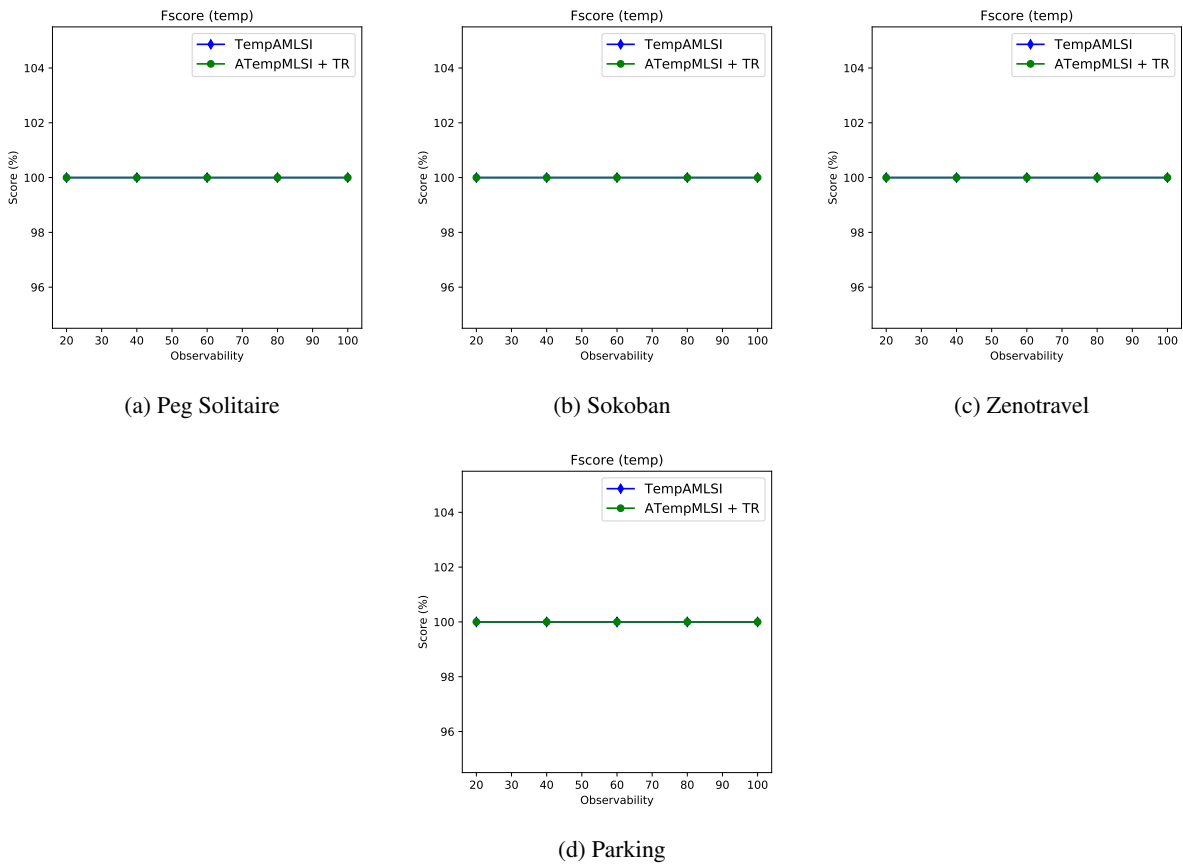 Fscore (temp)
TempAMLSI
ATempMLSI + TR
Score (%)
104
102
100
98
96
20 30 40 50 60 70 80 90 100
Observability
(a) Peg Solitaire
Fscore (temp)
TempAMLSI
ATempMLSI + TR
Score (%)
104
102
100
98
96
20 30 40 50 60 70 80 90 100
Observability
(b) Sokoban
Fscore (temp)
TempAMLSI
ATempMLSI + TR
Score (%)
104
102
100
98
96
20 30 40 50 60 70 80 90 100
Observability
(c) Zenotravel
Fscore (temp)
TempAMLSI
ATempMLSI + TR
Score (%)
104
102
100
98
96
20 30 40 50 60 70 80 90 100
Observability
(d) Parking